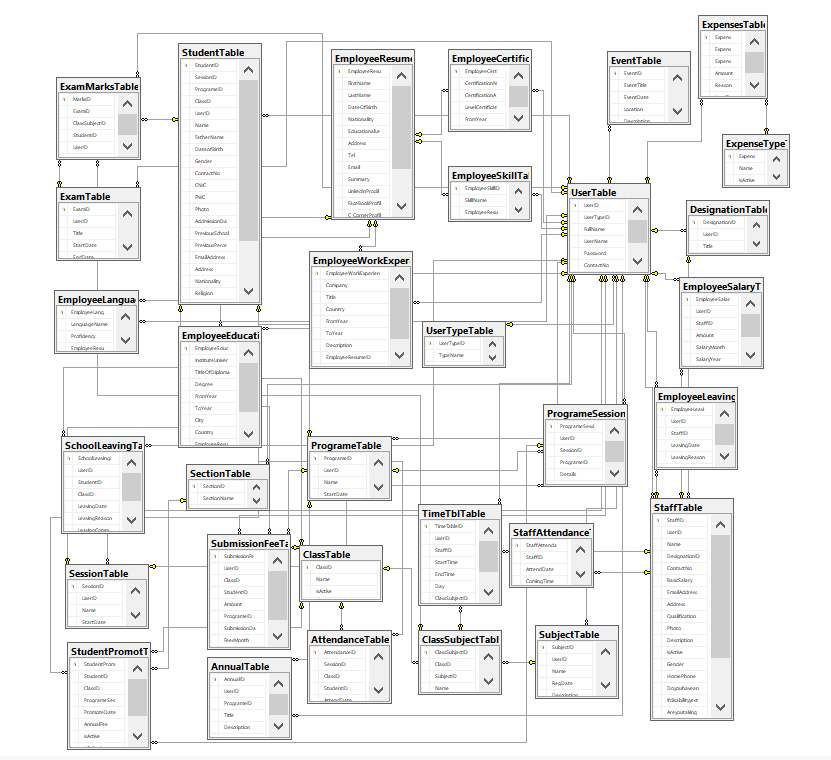 ExpensesTable
Expens
Expens
Expens
Amount
Reason
StudentTable
StudentID
SessionID
ProgrameID
ClassID
UserID
Name
FatherName
DateofBirth
Gender
ContactNo
CNIC
FNIC
Photo
AddmissionDa
PreviousSchool
PreviousPerce
EmailAddress
Address
Nationality
Religion
EmployeeResum
EmployeeResu
FirstName
LastName
DateOfBirth
Nationality
EducationalLe
Address
Tel
Email
Summary
LinkedInProdil
FaceBookProfil
C_CornerProfil
EmployeeCertific
EmployeeCert
CertificationN
CertificationA
LevelCertificat
FromYear
EventTable
EventID
EventTitle
EventDate
Location
Description
ExamMarksTable
MarksID
ExamID
ClassSubjectID
StudentID
UserID
ExpenseType
Expens
Name
IsActive
EmployeeSkillTal
EmployeeSkillID
SkillName
EmployeeResu
ExamTable
ExamID
UserID
Title
StartDate
EndDate
UserTable
UserID
UserTypeID
FullName
UserName
Password
ContactNo
DesignationTable
DesignationID
UserID
Title
EmployeeWorkExper
EmployeeWorkExperien
Company
Title
Country
FromYear
ToYear
Description
EmployeeResumeID
EmployeeSalaryT
EmployeeSalar
UserID
StaffID
Amount
SalaryMonth
SalaryYear
EmployeeLangua
EmployeeLang
LanguageName
Proficiency
EmployeeResu
UserTypeTable
UserTypeID
TypeName
EmployeeEducati
EmployeeEduc
InstituteUniver
TitleOfDiploma
Degree
FromYear
ToYear
City
Country
EmployeeResu
EmployeeLeaving
EmployeeLeavi
UserID
StaffID
LeavingDate
LeavingReason
ProgrameSession
ProgrameSessi
UserID
SessionID
ProgrameID
Details
SchoolLeavingTa
SchoolLeavingI
UserID
StudentID
ClassID
LeavingDate
LeavingReason
LeavingComm
ProgrameTable
ProgrameID
UserID
Name
StartDate
SectionTable
SectionID
SectionName
StaffTable
StaffID
UserID
Name
DesignationID
ContactNo
BasicSalary
EmailAddress
Address
Qualification
Photo
Description
IsActive
Gender
HomePhone
TimeTblTable
TimeTableID
UserID
StaffID
StartTime
EndTime
Day
ClassSubjectID
StaffAttendance
StaffAttenda
StaffID
AttendDate
ComingTime
SubmissionFeeTa
SubmissionFe
UserID
ClassID
StudentID
Amount
ProgrameID
SubmissionDa
FeesMonth
ClassTable
ClassID
Name
IsActive
SessionTable
SessionID
UserID
Name
StartDate
SubjectTable
SubjectID
UserID
Name
RegDate
Description
AttendanceTable
AttendanceID
SessionID
ClassID
StudentID
AttendDate
ClassSubjectTabl
ClassSubjectID
ClassID
SubjectID
Name
StudentPromotT
StudentProm
StudentID
ClassID
ProgrameSes
PromoteDate
AnnualFee
IsActive
AnnualTable
AnnualID
UserID
ProgrameID
Title
Description